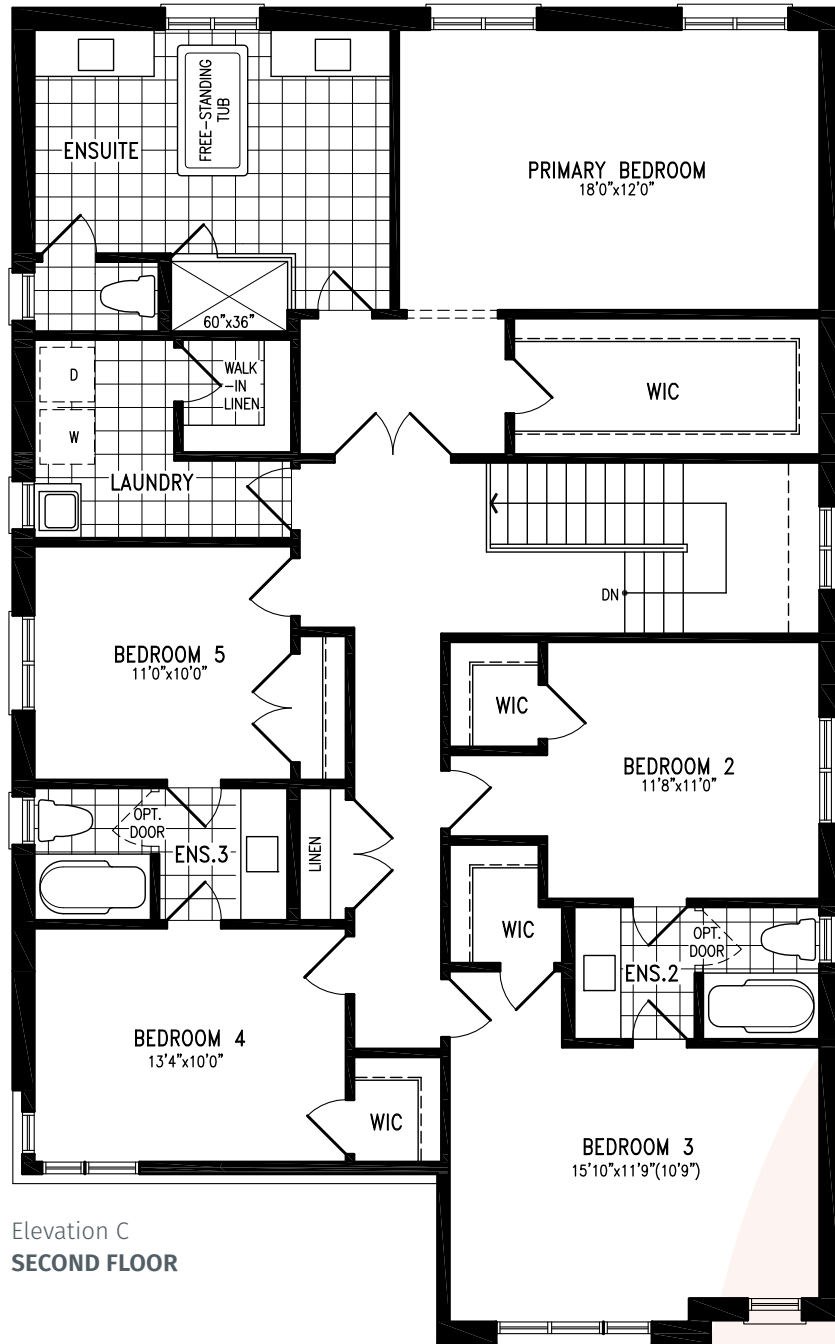 FREE-STANDING
TUB
ENSUITE
PRIMARY BEDROOM
18'0"x12'0"
60"x36"
D
W
WALK
-IN
LINEN
WIC
LAUNDRY
DN
BEDROOM 5
11'0"x10'0"
WIC
BEDROOM 2
11'8"x11'0"
OPT.
DOOR
ENS.3
LINEN
WIC
OPT.
DOOR
ENS.2
BEDROOM 4
13'4"x10'0"
WIC
BEDROOM 3
15'10"x11'9"(10'9")
Elevation C
SECOND FLOOR